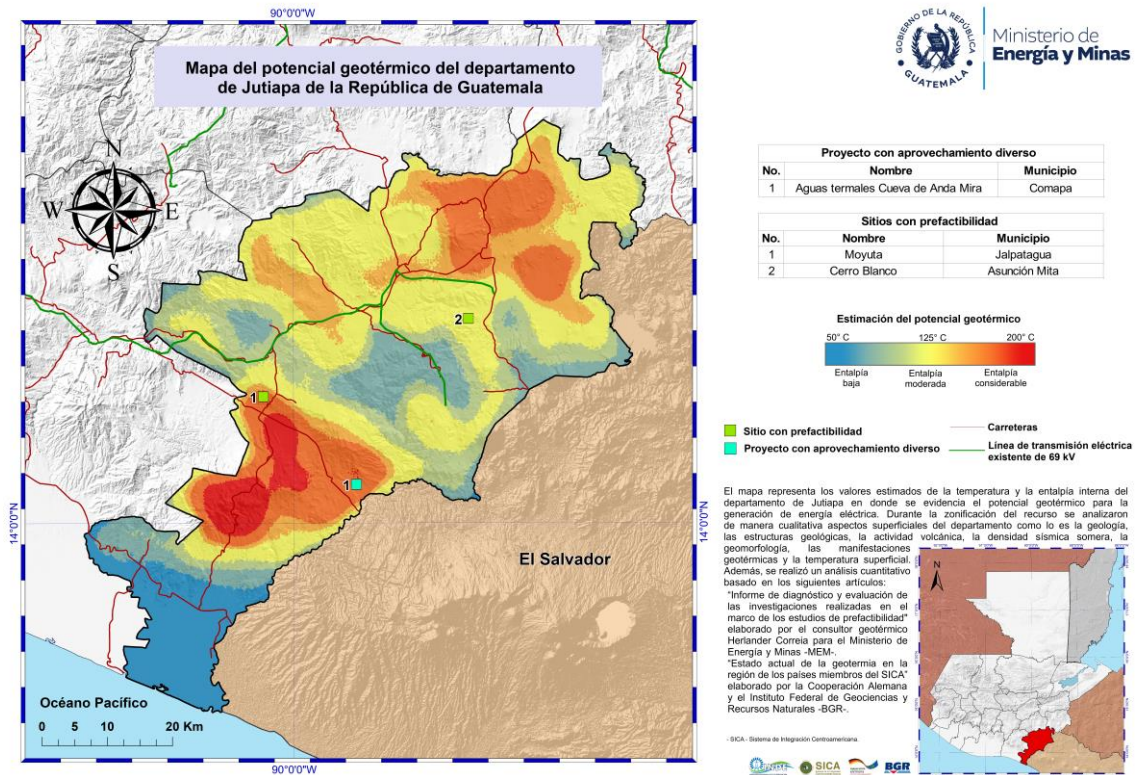 90°0'0"W
Mapa del potencial geotérmico del departamento
de Jutiapa de la República de Guatemala
N
W E
S
14°0'0"N
14°0'0"N
1
2
1
El Salvador
Océano Pacífico
0 5 10 20 Km
90°0'0"W
GOBIERNO DE LA REPÚBLICA
GUATEMALA
Ministerio de
Energía y Minas
Proyecto con aprovechamiento diverso
No. Nombre Municipio
1 Aguas termales Cueva de Anda Mira Comapa
Sitios con prefactibilidad
No. Nombre Municipio
1 Moyuta Jalpatagua
2 Cerro Blanco Asunción Mita
Estimación del potencial geotérmico
50° C 125° C 200° C
Entalpía baja
Entalpía moderada
Entalpía considerable
Sitio con prefactibilidad
Proyecto con aprovechamiento diverso
Carreteras
Línea de transmisión eléctrica
existente de 69 kV
El mapa representa los valores estimados de la temperatura y la entalpía interna del
departamento de Jutiapa en donde se evidencia el potencial geotérmico para la
generación de energía eléctrica. Durante la zonificación del recurso se analizaron
de manera cualitativa aspectos superficiales del departamento como lo es la geología,
las estructuras geológicas, la actividad volcánica, la densidad sísmica somera, la
geomorfología, las manifestaciones
geotérmicas y la temperatura superficial.
Además, se realizó un análisis cuantitativo
basado en los siguientes artículos:
"Informe de diagnóstico y evaluación de
las investigaciones realizadas en el
marco de los estudios de prefactibilidad"
elaborado por el consultor geotérmico
Herlander Correia para el Ministerio de
Energía y Minas -MEM-.
"Estado actual de la geotermia en la
región de los países miembros del SICA"
elaborado por la Cooperación Alemana
y el Instituto Federal de Geociencias y
Recursos Naturales -BGR-.
- SICA - Sistema de Integración Centroamericana.
N
SICA
BGR